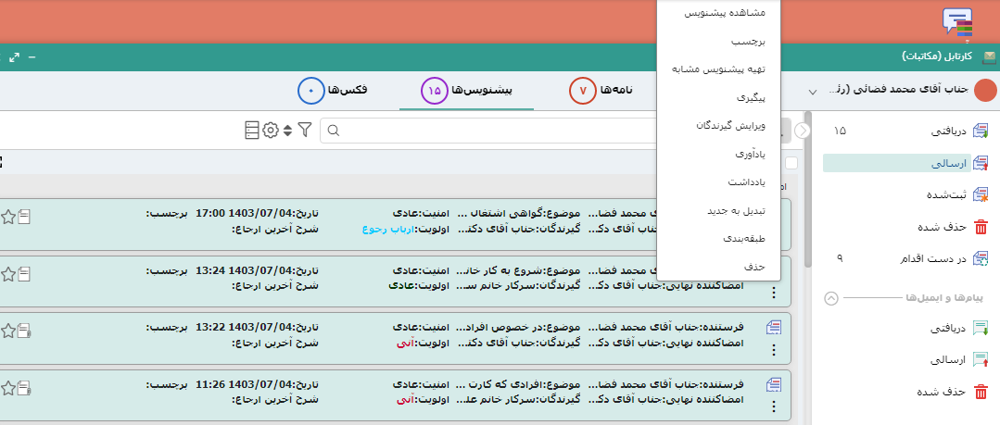 کارتابل (مکاتبات)
جناب آقای محمد فضائی (رئ...
نامه‌ها ۷
پیشنویس‌ها ۱۵
فکس‌ها ۰
دریافتی ۱۵
ارسالی
ثبت‌شده
حذف شده
در دست اقدام ۹
پیام‌ها و ایمیل‌ها
دریافتی
ارسالی
حذف شده
مشاهده پیشنویس
برچسب
تهیه پیشنویس مشابه
پیگیری
ویرایش گیرندگان
یادآوری
یادداشت
تبدیل به جدید
طبقه‌بندی
حذف
ی محمد فضا... موضوع:گواهی اشتغال ... امنیت:عادی تاریخ:1403/07/04 17:00 برچسب:
جناب آقای دک... گیرندگان:جناب آقای دکت... اولویت:ارباب رجوع شرح آخرین ارجاع:
ی محمد فضا... موضوع:شروع به کار خان... امنیت:عادی تاریخ:1403/07/04 13:24 برچسب:
امضاکننده نهایی:جناب آقای دک... گیرندگان:سرکار خانم س... اولویت:عادی شرح آخرین ارجاع:
فرستنده:جناب آقای محمد فضا... موضوع:در خصوص افراد... امنیت:عادی تاریخ:1403/07/04 13:22 برچسب:
امضاکننده نهایی:جناب آقای دک... گیرندگان:جناب آقای دکت... اولویت:آنی شرح آخرین ارجاع:
فرستنده:جناب آقای محمد فضا... موضوع:افرادی که کارت ... امنیت:عادی تاریخ:1403/07/04 11:26 برچسب:
امضاکننده نهایی:جناب آقای دک... گیرندگان:سرکار خانم عل... اولویت:آنی شرح آخرین ارجاع: